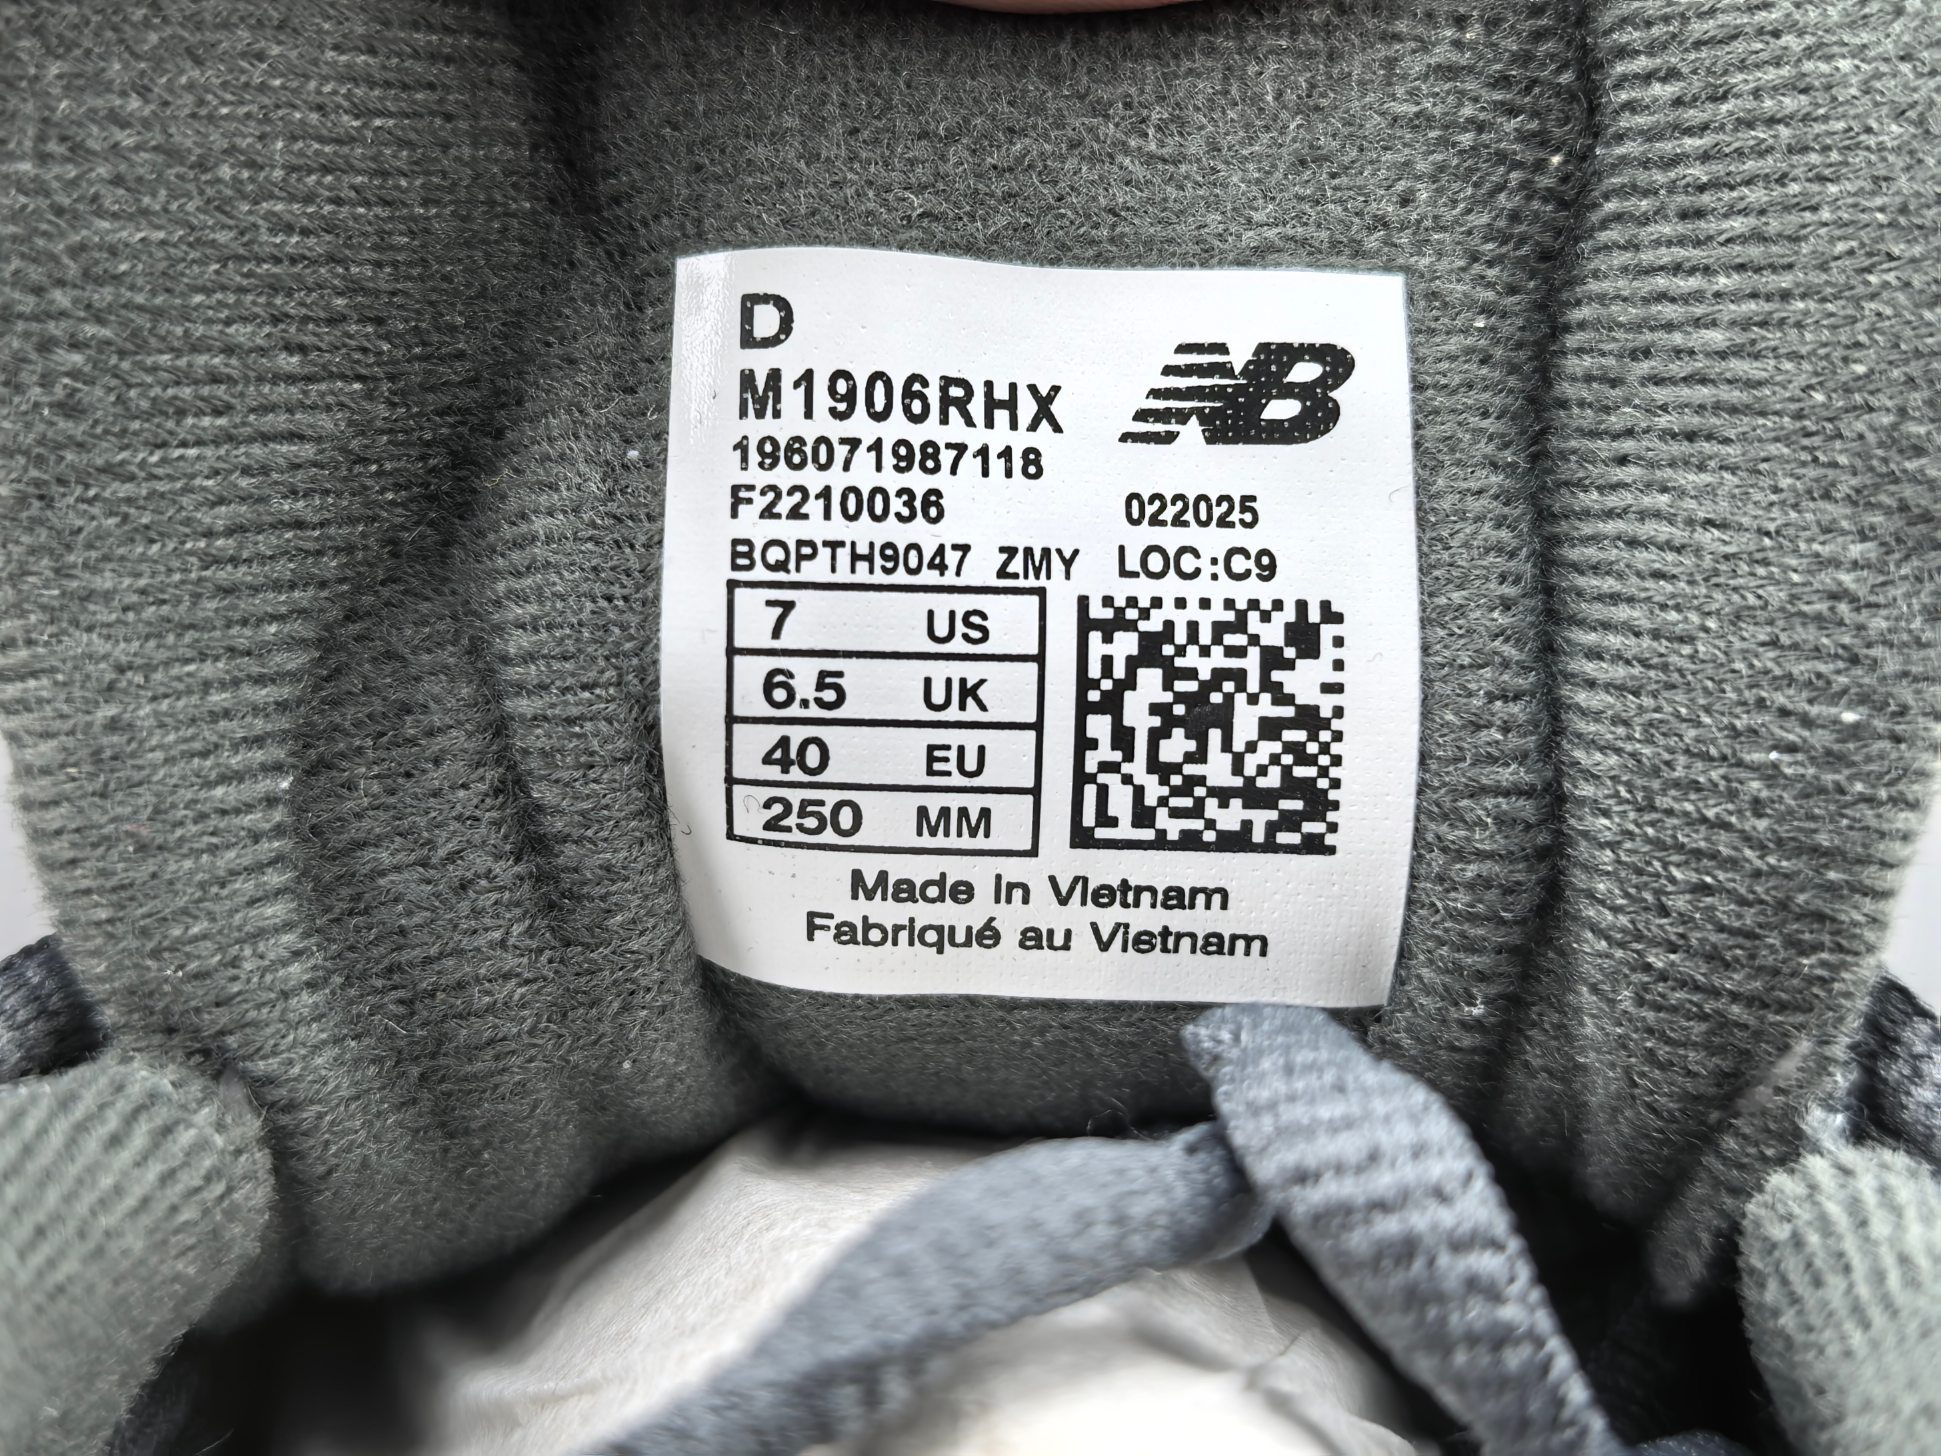 D
M1906RHX
NB
196071987118
F2210036 022025
BQPTH9047 ZMY LOC:C9
7 US
6.5 UK
40 EU
250 MM
Made in Vietnam
Fabriqué au Vietnam